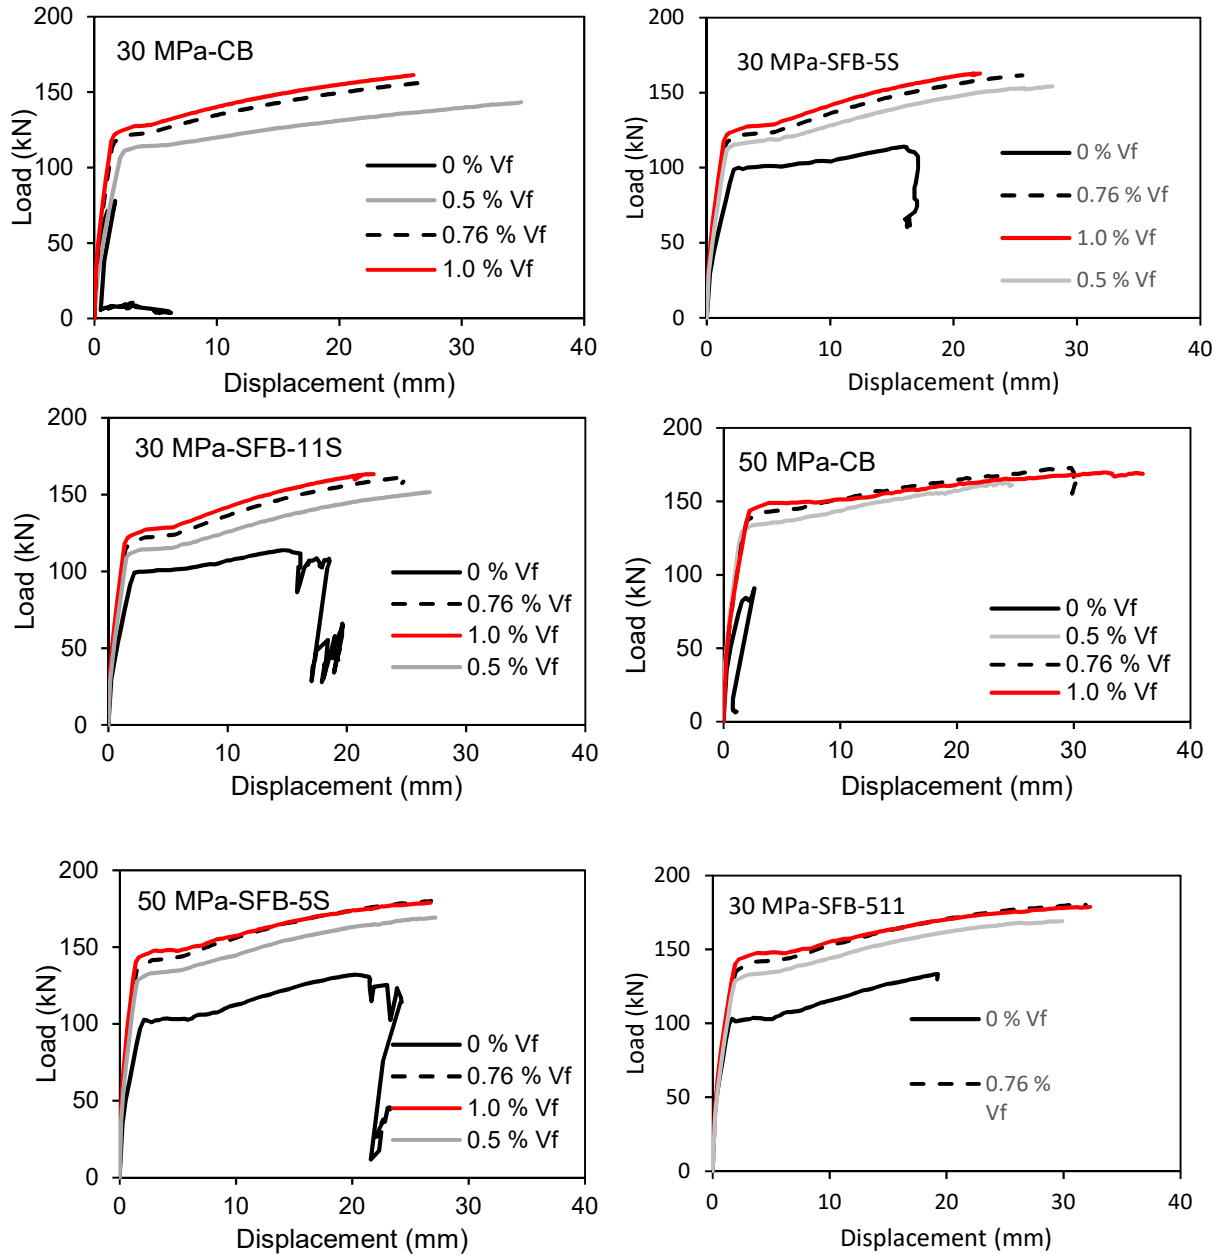 30 MPa-CB
Load (kN)
200
150
100
50
0
0 10 20 30 40
Displacement (mm)
0 % Vf
0.5 % Vf
0.76 % Vf
1.0 % Vf
30 MPa-SFB-5S
Load (kN)
200
150
100
50
0
0 10 20 30 40
Displacement (mm)
0 % Vf
0.76 % Vf
1.0 % Vf
0.5 % Vf
30 MPa-SFB-11S
Load (kN)
200
150
100
50
0
0 10 20 30 40
Displacement (mm)
0 % Vf
0.76 % Vf
1.0 % Vf
0.5 % Vf
50 MPa-CB
Load (kN)
200
150
100
50
0
0 10 20 30 40
Displacement (mm)
0 % Vf
0.5 % Vf
0.76 % Vf
1.0 % Vf
50 MPa-SFB-5S
Load (kN)
200
150
100
50
0
0 10 20 30 40
Displacement (mm)
0 % Vf
0.76 % Vf
1.0 % Vf
0.5 % Vf
30 MPa-SFB-511
Load (kN)
200
150
100
50
0
0 10 20 30 40
Displacement (mm)
0 % Vf
0.76 %
Vf